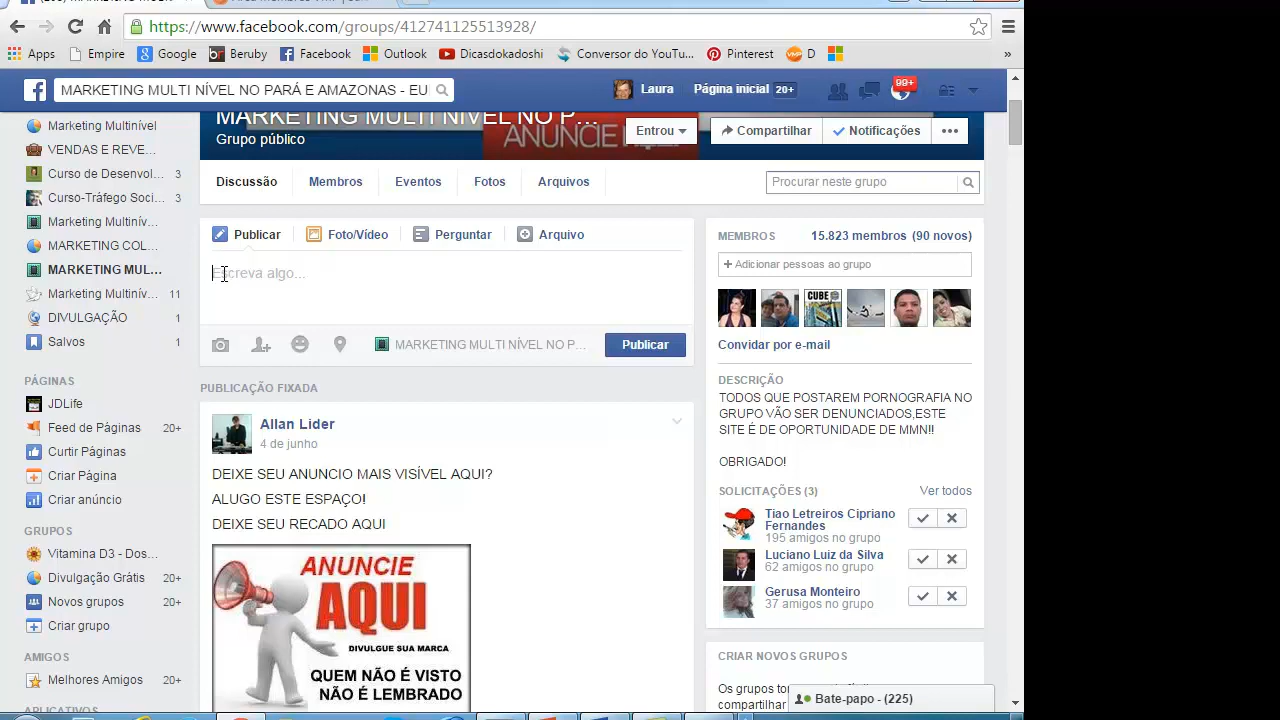 https://www.facebook.com/groups/412741125513928/
Apps Empire Google Beruby Facebook Outlook Dicasdokadoshi Conversor do YouTu... Pinterest D »
MARKETING MULTI NÍVEL NO PARÁ E AMAZONAS - EU
Laura Página inicial 20+ 99+
MARKETING MULTI NÍVEL NO P...
Grupo público
Entrou Compartilhar Notificações
Discussão Membros Eventos Fotos Arquivos
Procurar neste grupo
Marketing Multinível
VENDAS E REVE...
Curso de Desenvol... 3
Curso-Tráfego Soci... 3
Marketing Multinív...
MARKETING COL...
MARKETING MUL...
Marketing Multinív... 11
DIVULGAÇÃO 1
Salvos 1
PÁGINAS
JDLife
Feed de Páginas 20+
Curtir Páginas
Criar Página
Criar anúncio
GRUPOS
Vitamina D3 - Dos...
Divulgação Grátis 20+
Novos grupos 20+
Criar grupo
AMIGOS
Melhores Amigos 20+
Publicar Foto/Vídeo Perguntar Arquivo
Escreva algo...
MARKETING MULTI NÍVEL NO P...
Publicar
PUBLICAÇÃO FIXADA
Allan Lider
4 de junho
DEIXE SEU ANUNCIO MAIS VISÍVEL AQUI?
ALUGO ESTE ESPAÇO!
DEIXE SEU RECADO AQUI
ANUNCIE
AQUI
DIVULGUE SUA MARCA
QUEM NÃO É VISTO
NÃO É LEMBRADO
MEMBROS 15.823 membros (90 novos)
+ Adicionar pessoas ao grupo
CUBE
Convidar por e-mail
DESCRIÇÃO
TODOS QUE POSTAREM PORNOGRAFIA NO
GRUPO VÃO SER DENUNCIADOS,ESTE
SITE É DE OPORTUNIDADE DE MMN!!
OBRIGADO!
SOLICITAÇÕES (3) Ver todos
Tiao Letreiros Cipriano
Fernandes
195 amigos no grupo
Luciano Luiz da Silva
62 amigos no grupo
Gerusa Monteiro
37 amigos no grupo
CRIAR NOVOS GRUPOS
Os grupos to
compartilhar
Bate-papo - (225)